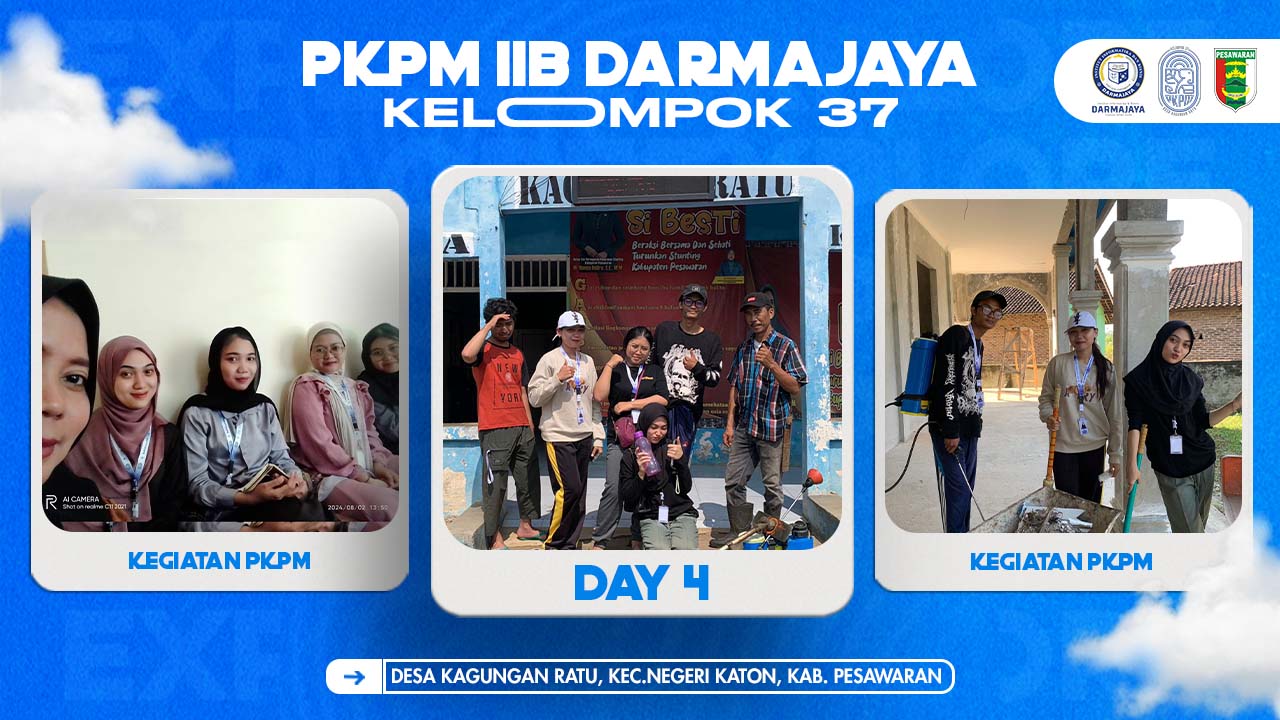 PKPM IIB DARMAJAYA
KELOMPOK 37
DARMAJAYA
PKPM
PESAWARAN
AI CAMERA
Shot on realme C11 2021
2024/08/02 13:50
KEGIATAN PKPM
RATU
Si BesTi
Beraksi Bersama Dan Sehati
Turunkan Stunting
Kabupaten Pesawaran
NEW
YORK
DAY 4
KEGIATAN PKPM
DESA KAGUNGAN RATU, KEC.NEGERI KATON, KAB. PESAWARAN